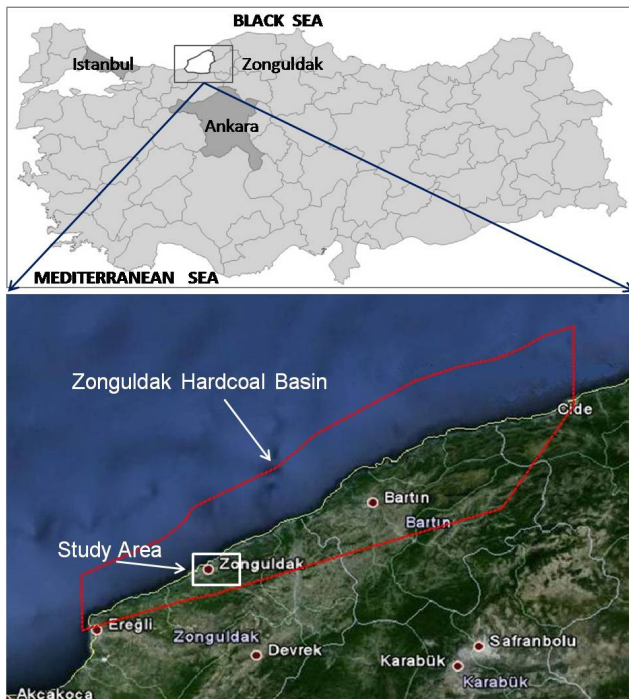 BLACK SEA
Istanbul
Zonguldak
Ankara
MEDITERRANEAN SEA
Zonguldak Hardcoal Basin
Cide
Bartın
Bartın
Study Area
Zonguldak
Ereğli
Zonguldak
Devrek
Safranbolu
Karabük
Karabük
Akcakoca